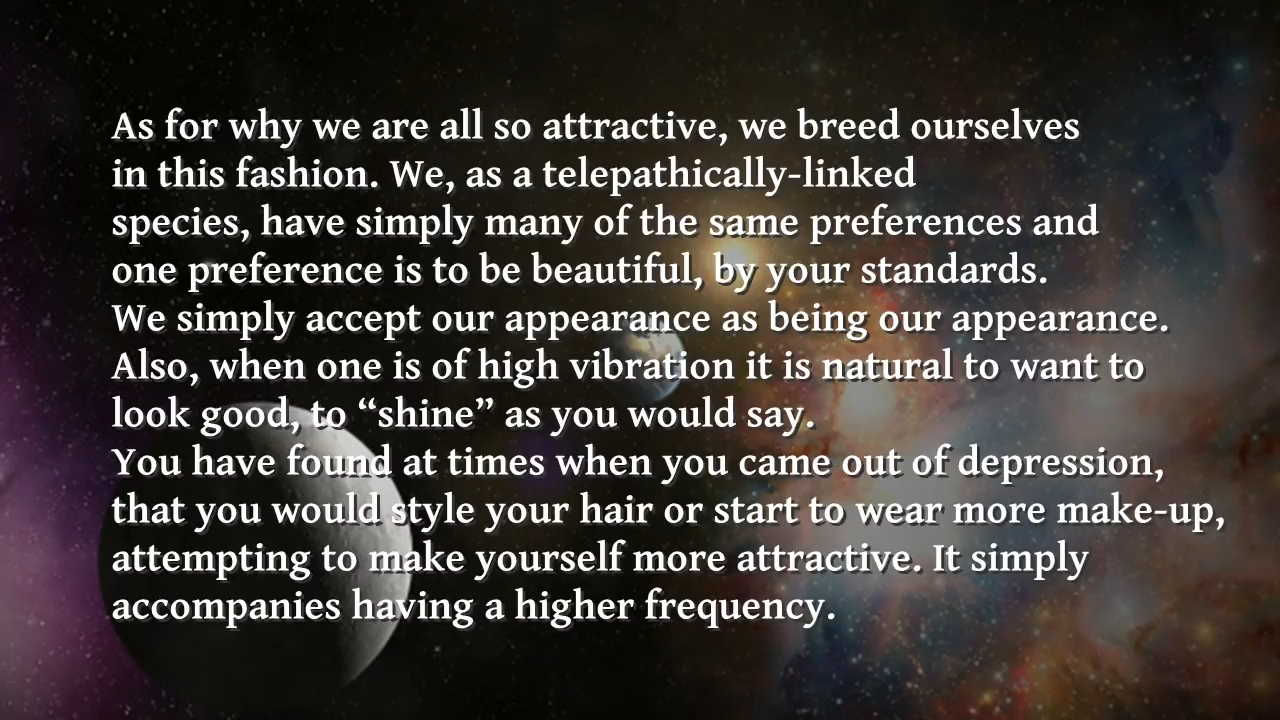 As for why we are all so attractive, we breed ourselves
in this fashion. We, as a telepathically-linked
species, have simply many of the same preferences and
one preference is to be beautiful, by your standards.
We simply accept our appearance as being our appearance.
Also, when one is of high vibration it is natural to want to
look good, to “shine” as you would say.
You have found at times when you came out of depression,
that you would style your hair or start to wear more make-up,
attempting to make yourself more attractive. It simply
accompanies having a higher frequency.